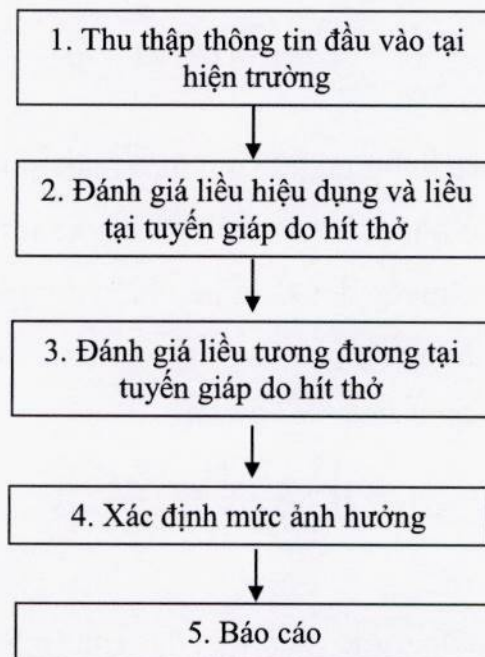 1. Thu thập thông tin đầu vào tại
hiện trường
2. Đánh giá liều hiệu dụng và liều
tại tuyến giáp do hít thở
3. Đánh giá liều tương đương tại
tuyến giáp do hít thở
4. Xác định mức ảnh hưởng
5. Báo cáo